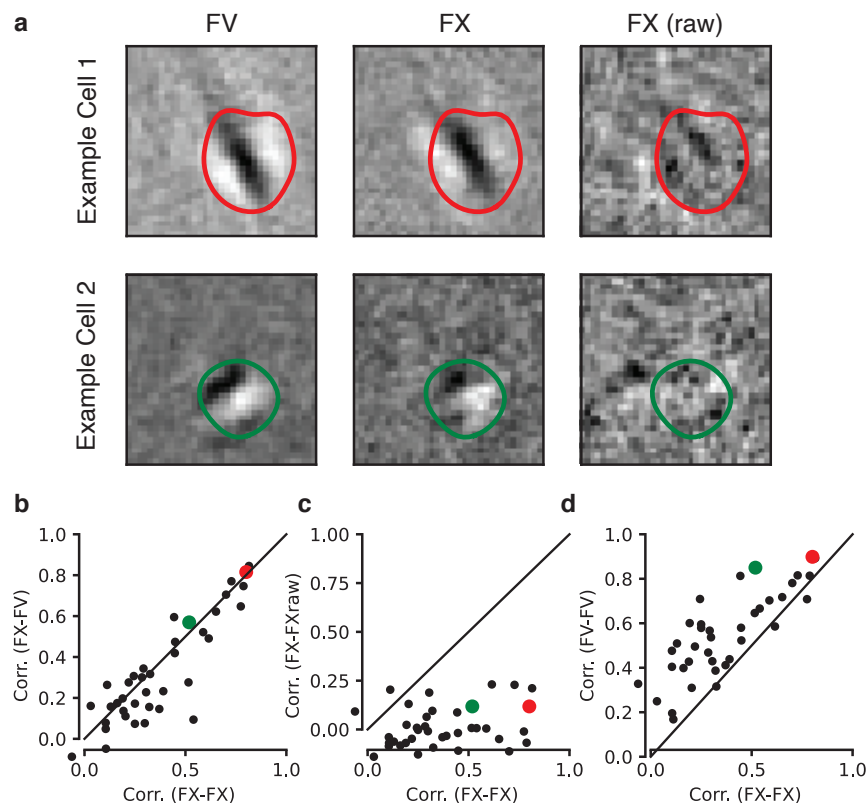 a
FV
FX
FX (raw)
Example Cell 1
Example Cell 2
b
1.0
0.8
0.6
0.4
0.2
0.0
Corr. (FX-FV)
0.0
0.5
1.0
Corr. (FX-FX)
c
1.00
0.75
0.50
0.25
0.00
Corr. (FX-FXraw)
0.0
0.5
1.0
Corr. (FX-FX)
d
1.0
0.8
0.6
0.4
0.2
0.0
Corr. (FV-FV)
0.0
0.5
1.0
Corr. (FX-FX)